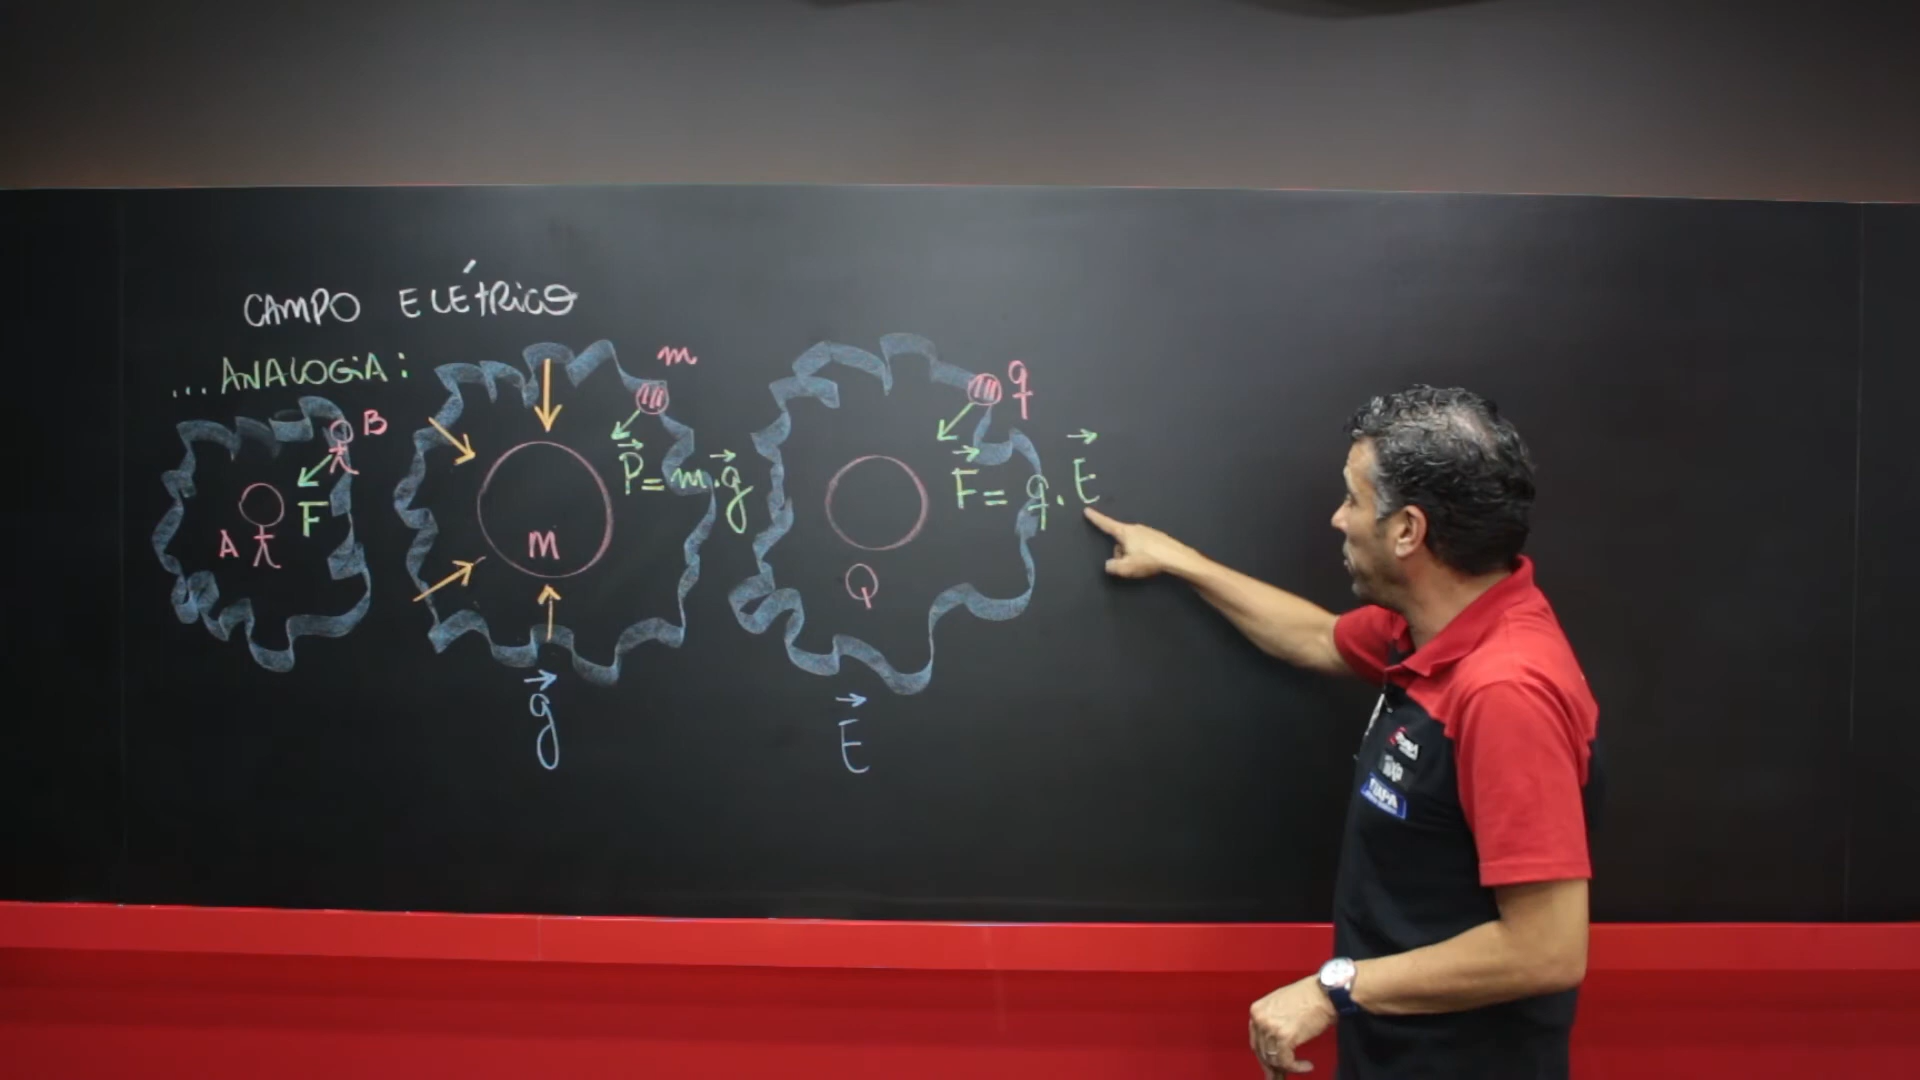 CAMPO ELÉTRICO
... ANALOGIA:
A
B
F
M
m
P = m.g
g
Q
q
F = q.E
E